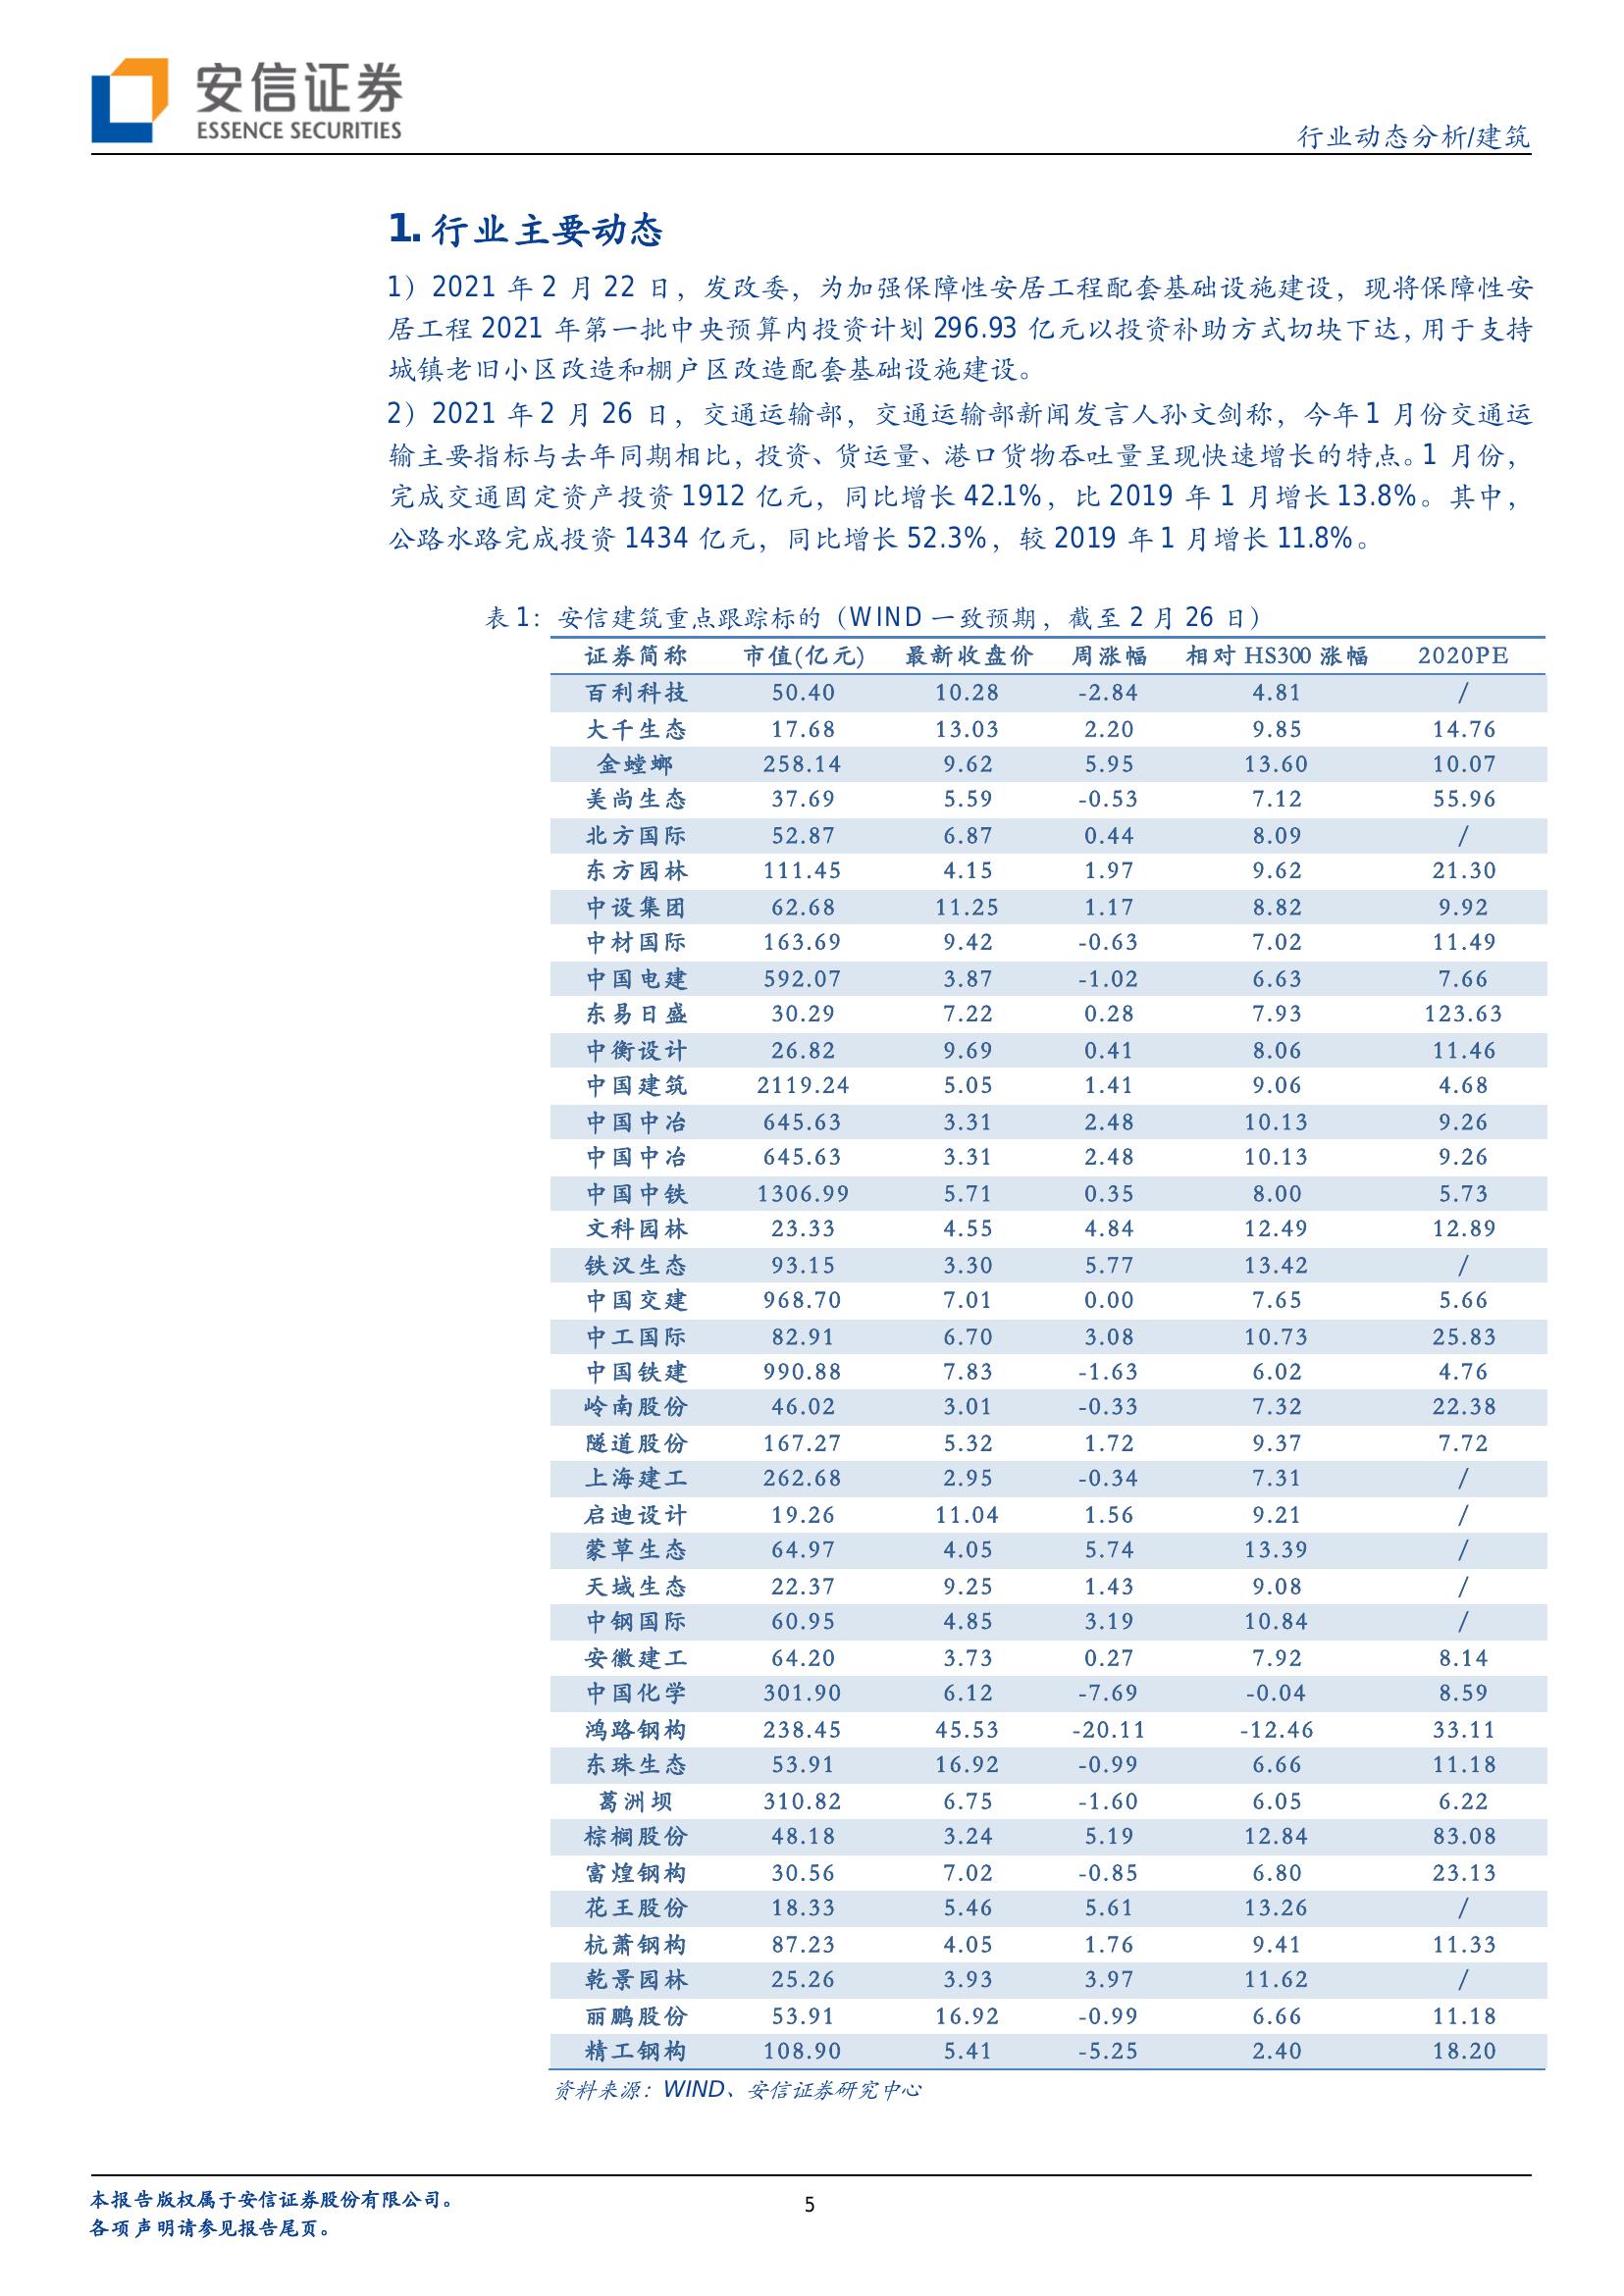 安信证券
ESSENCE SECURITIES
行业动态分析/建筑
1. 行业主要动态
1）2021 年 2 月 22 日，发改委，为加强保障性安居工程配套基础设施建设，现将保障性安
居工程 2021 年第一批中央预算内投资计划 296.93 亿元以投资补助方式切块下达，用于支持
城镇老旧小区改造和棚户区改造配套基础设施建设。
2）2021 年 2 月 26 日，交通运输部，交通运输部新闻发言人孙文剑称，今年 1 月份交通运
输主要指标与去年同期相比，投资、货运量、港口货物吞吐量呈现快速增长的特点。1 月份，
完成交通固定资产投资 1912 亿元，同比增长 42.1%，比 2019 年 1 月增长 13.8%。其中，
公路水路完成投资 1434 亿元，同比增长 52.3%，较 2019 年 1 月增长 11.8%。
表 1：安信建筑重点跟踪标的（WIND 一致预期，截至 2 月 26 日）
证券简称 市值(亿元) 最新收盘价 周涨幅 相对 HS300 涨幅 2020PE
百利科技 50.40 10.28 -2.84 4.81 /
大千生态 17.68 13.03 2.20 9.85 14.76
金螳螂 258.14 9.62 5.95 13.60 10.07
美尚生态 37.69 5.59 -0.53 7.12 55.96
北方国际 52.87 6.87 0.44 8.09 /
东方园林 111.45 4.15 1.97 9.62 21.30
中设集团 62.68 11.25 1.17 8.82 9.92
中材国际 163.69 9.42 -0.63 7.02 11.49
中国电建 592.07 3.87 -1.02 6.63 7.66
东易日盛 30.29 7.22 0.28 7.93 123.63
中衡设计 26.82 9.69 0.41 8.06 11.46
中国建筑 2119.24 5.05 1.41 9.06 4.68
中国中冶 645.63 3.31 2.48 10.13 9.26
中国中冶 645.63 3.31 2.48 10.13 9.26
中国中铁 1306.99 5.71 0.35 8.00 5.73
文科园林 23.33 4.55 4.84 12.49 12.89
铁汉生态 93.15 3.30 5.77 13.42 /
中国交建 968.70 7.01 0.00 7.65 5.66
中工国际 82.91 6.70 3.08 10.73 25.83
中国铁建 990.88 7.83 -1.63 6.02 4.76
岭南股份 46.02 3.01 -0.33 7.32 22.38
隧道股份 167.27 5.32 1.72 9.37 7.72
上海建工 262.68 2.95 -0.34 7.31 /
启迪设计 19.26 11.04 1.56 9.21 /
蒙草生态 64.97 4.05 5.74 13.39 /
天域生态 22.37 9.25 1.43 9.08 /
中钢国际 60.95 4.85 3.19 10.84 /
安徽建工 64.20 3.73 0.27 7.92 8.14
中国化学 301.90 6.12 -7.69 -0.04 8.59
鸿路钢构 238.45 45.53 -20.11 -12.46 33.11
东珠生态 53.91 16.92 -0.99 6.66 11.18
葛洲坝 310.82 6.75 -1.60 6.05 6.22
棕榈股份 48.18 3.24 5.19 12.84 83.08
富煌钢构 30.56 7.02 -0.85 6.80 23.13
花王股份 18.33 5.46 5.61 13.26 /
杭萧钢构 87.23 4.05 1.76 9.41 11.33
乾景园林 25.26 3.93 3.97 11.62 /
丽鹏股份 53.91 16.92 -0.99 6.66 11.18
精工钢构 108.90 5.41 -5.25 2.40 18.20
资料来源：WIND、安信证券研究中心
本报告版权属于安信证券股份有限公司。
各项声明请参见报告尾页。
5